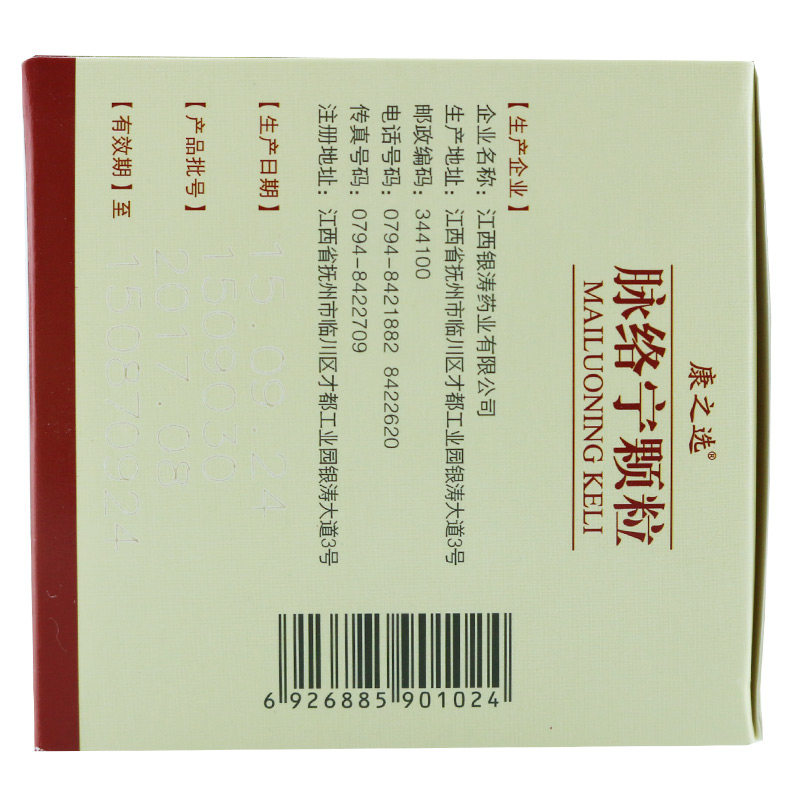 康之选®
脉络宁颗粒
MAILUONING KELI
【生产企业】
企业名称：江西银涛药业有限公司
生产地址：江西省抚州市临川区才都工业园银涛大道3号
邮政编码：344100
电话号码：0794-8421882 8422620
传真号码：0794-8422709
注册地址：江西省抚州市临川区才都工业园银涛大道3号
【生产日期】
15 08 24
【产品批号】
2017.08
【有效期】至
6 926885 901024